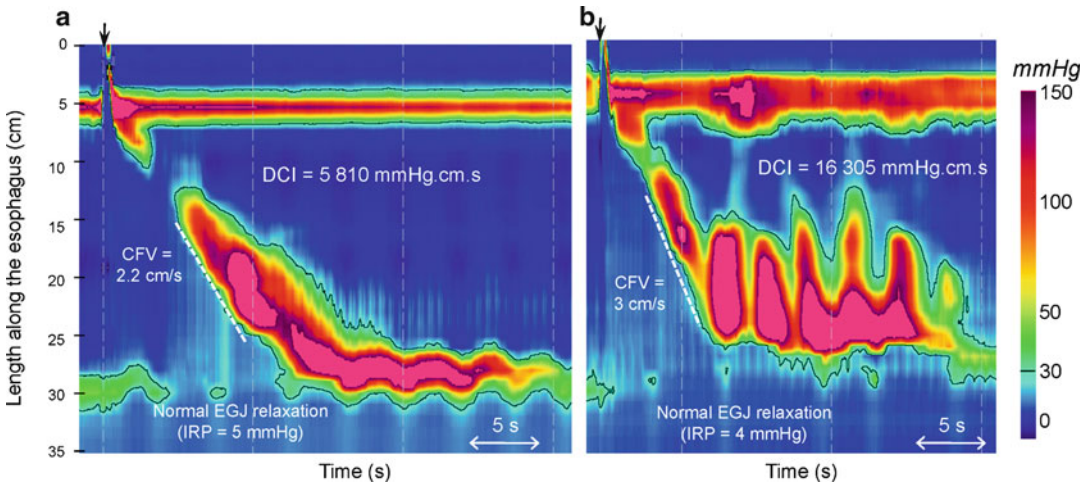 a
b
Length along the esophagus (cm)
0
5
10
15
20
25
30
35
DCI = 5 810 mmHg.cm.s
CFV =
2.2 cm/s
Normal EGJ relaxation
(IRP = 5 mmHg)
5 s
Time (s)
DCI = 16 305 mmHg.cm.s
CFV =
3 cm/s
Normal EGJ relaxation
(IRP = 4 mmHg)
5 s
Time (s)
mmHg
150
100
50
30
0